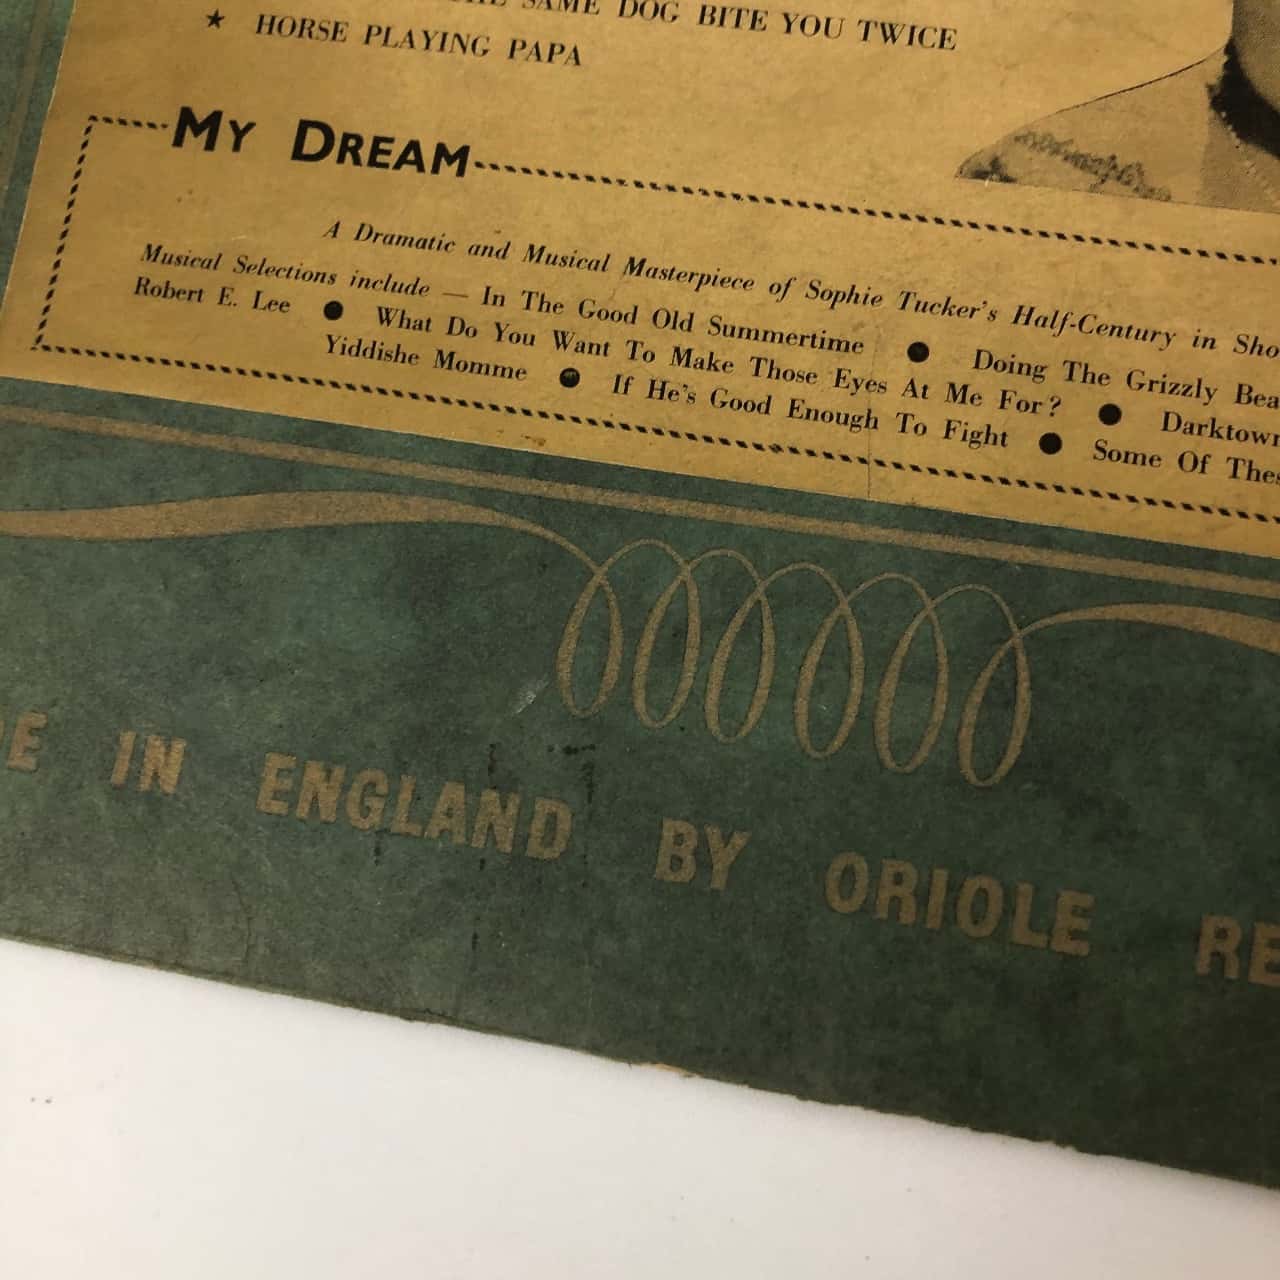 SAME DOG BITE YOU TWICE
★ HORSE PLAYING PAPA
MY DREAM
A Dramatic and Musical Masterpiece of Sophie Tucker's Half-Century in Sho
Musical Selections include — In The Good Old Summertime ● Doing The Grizzly Bea
Robert E. Lee ● What Do You Want To Make Those Eyes At Me For? ● Darktown
Yiddishe Momme ● If He's Good Enough To Fight ● Some Of Thes
DE IN ENGLAND BY ORIOLE RE